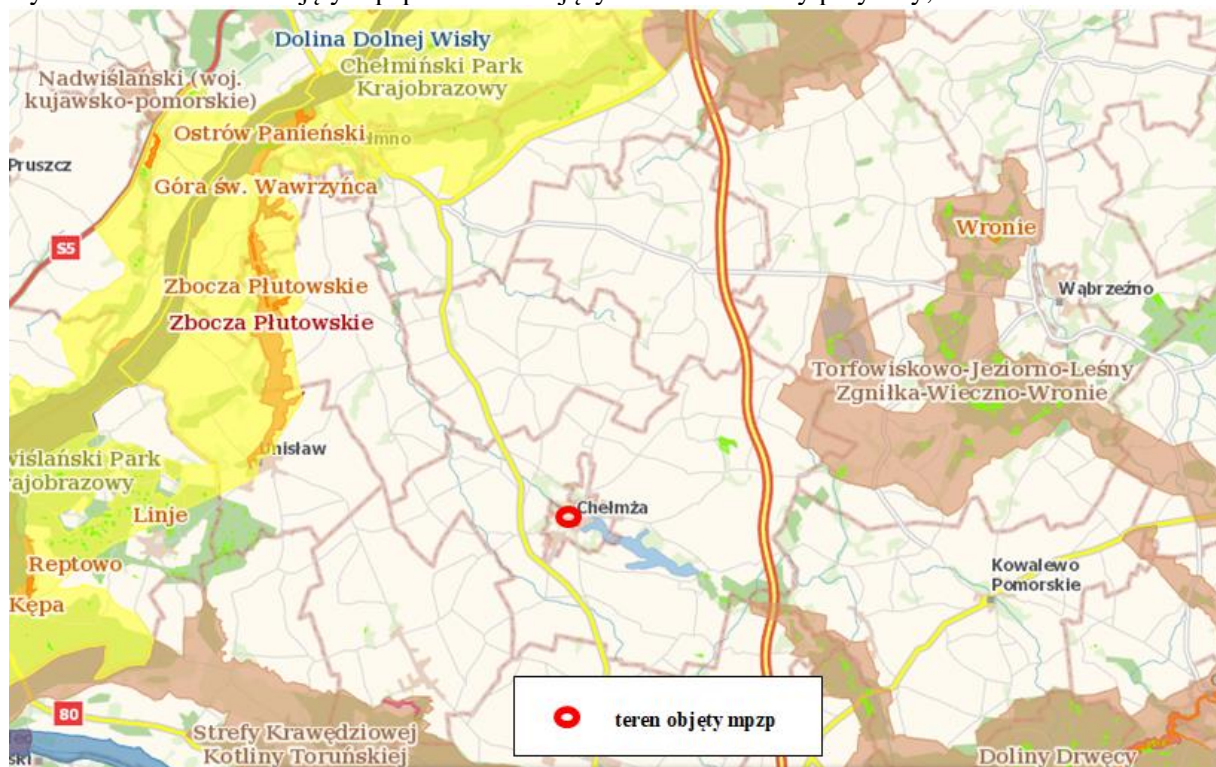 Dolina Dolnej Wisły
Chełmiński Park
Krajobrazowy
Nadwiślański (woj.
kujawsko-pomorskie)
Ostrów Panieński
Pruszcz
Góra św. Wawrzyńca
Wronie
S5
Zbocza Płutowskie
Wąbrzeźno
Zbocza Płutowskie
Torfowiskowo-Jeziorno-Leśny
Zgniłka-Wieczno-Wronie
Unisław
wiślański Park
rajobrazowy
Chełmża
Linje
Reptowo
Kowalewo
Pomorskie
Kępa
80
teren objęty mpzp
Strefy Krawędziowej
Kotliny Toruńskiej
Doliny Drwęcy